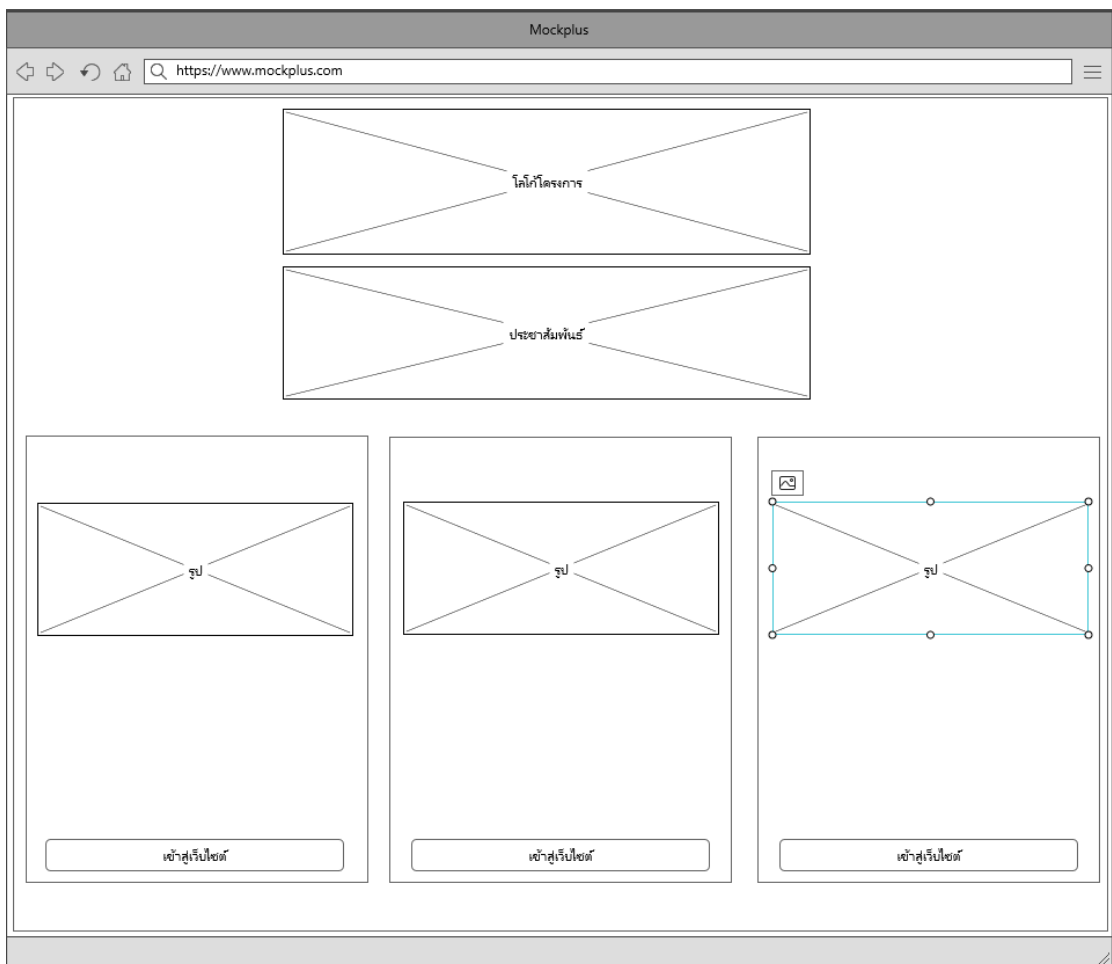 Mockplus
https://www.mockplus.com
โลโก้โครงการ
ประชาสัมพันธ์
รูป
รูป
รูป
เข้าสู่เว็บไซต์
เข้าสู่เว็บไซต์
เข้าสู่เว็บไซต์